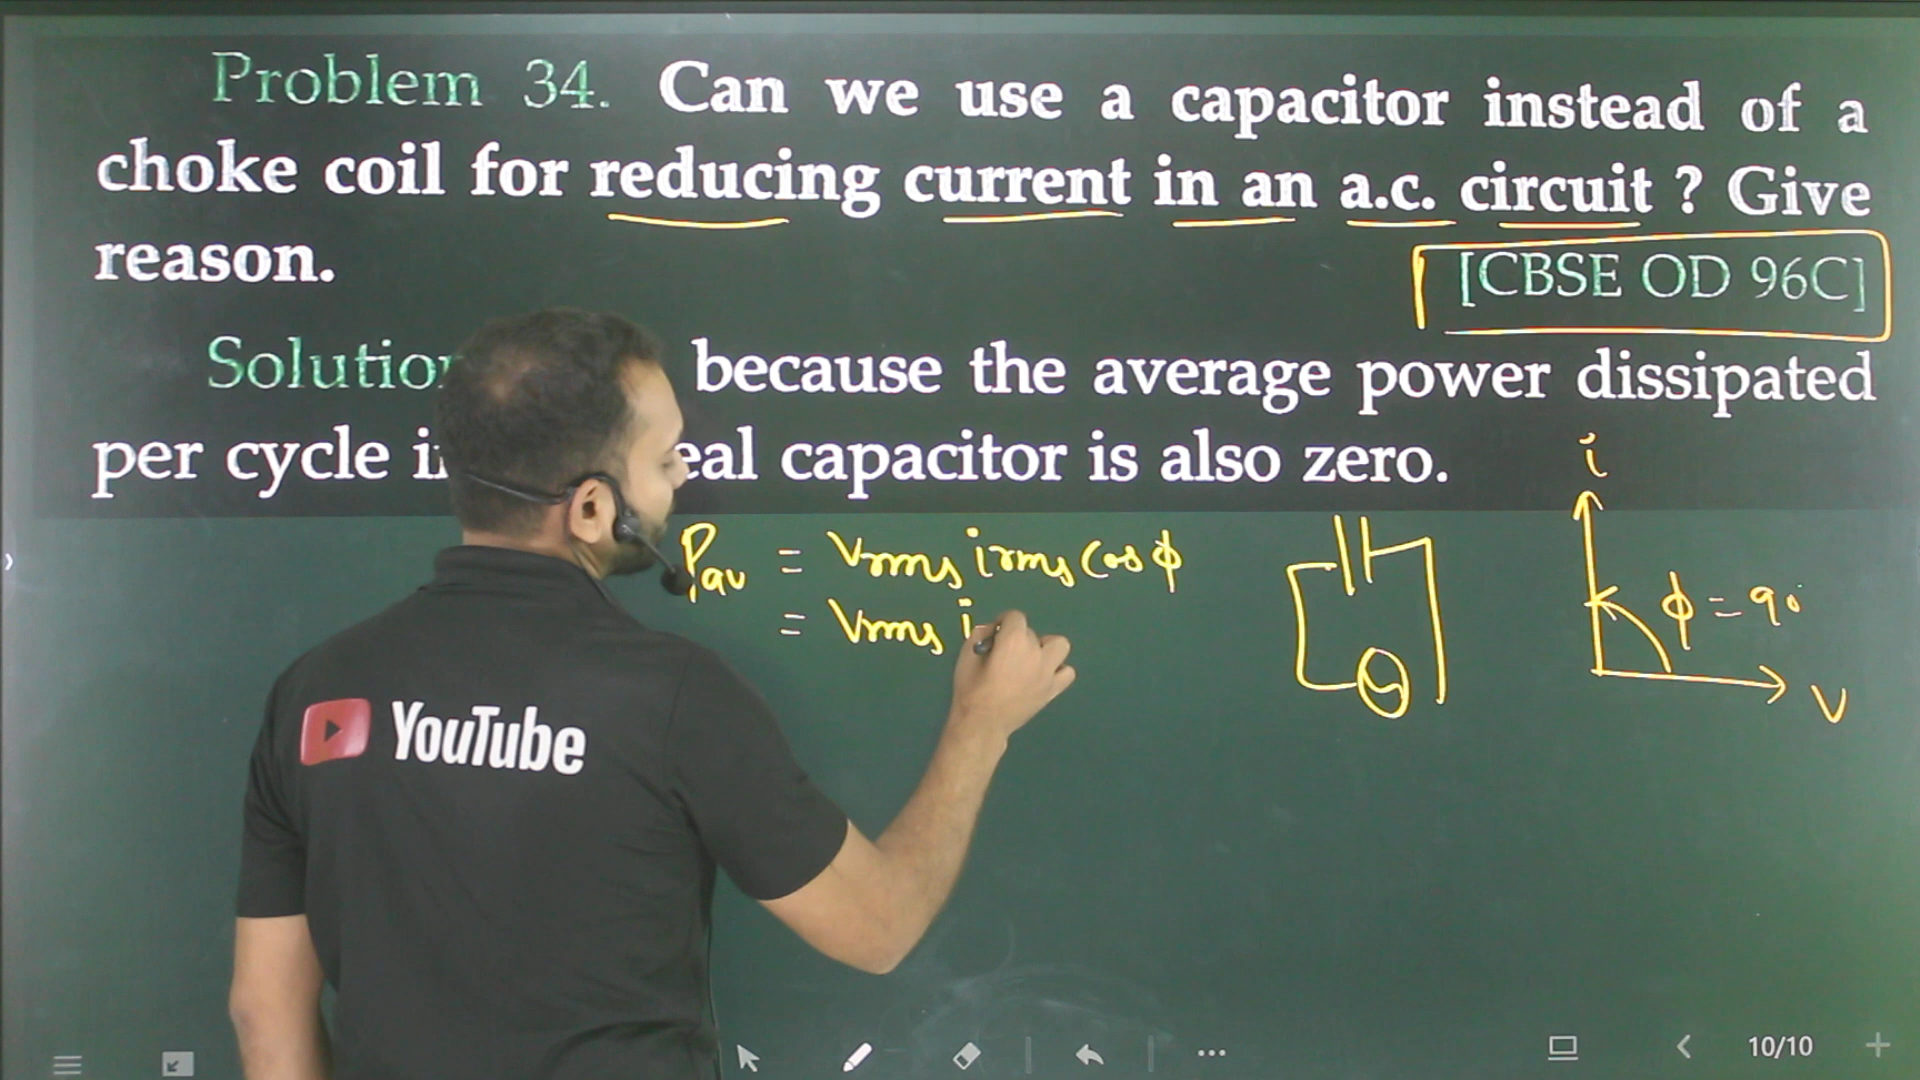 Problem 34. Can we use a capacitor instead of a
choke coil for reducing current in an a.c. circuit ? Give
reason.
[CBSE OD 96C]
because the average power dissipated
per cycle capacitor is also zero.
i
Pav = Vrms irms Cos ϕ
= Vrms i
ϕ = 90
V
YouTube
10/10